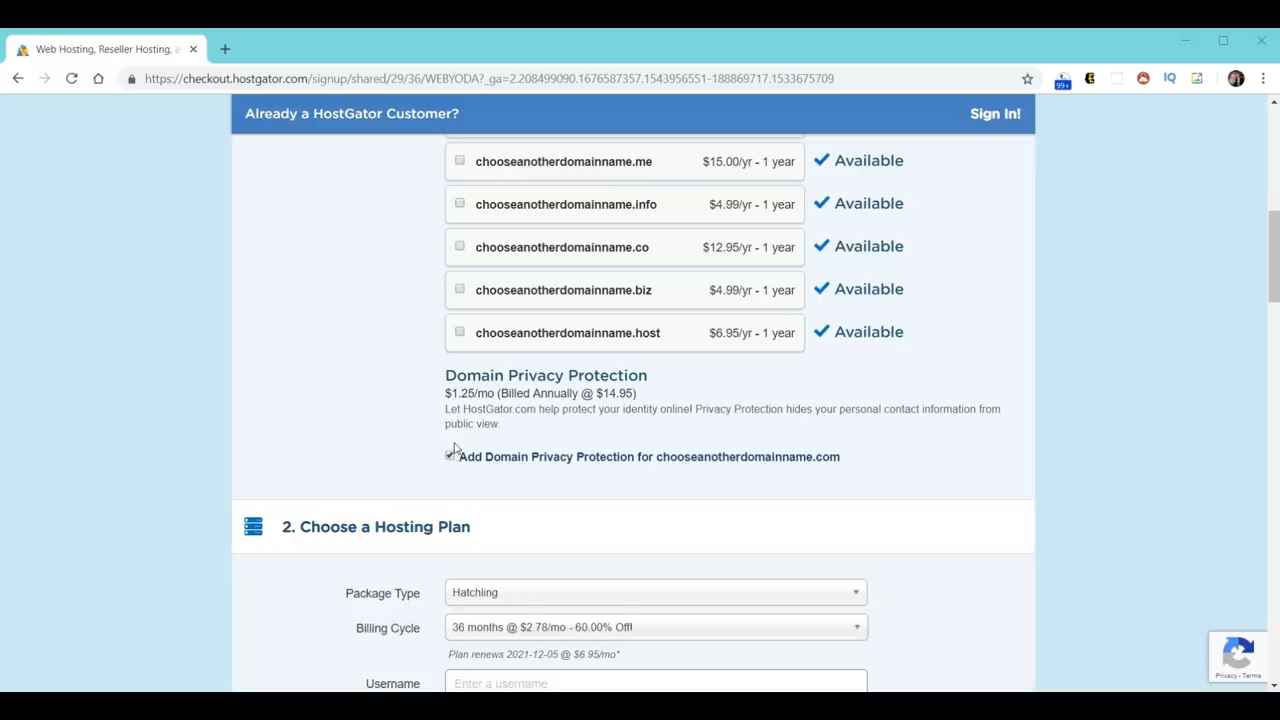 Web Hosting, Reseller Hosting, a
https://checkout.hostgator.com/signup/shared/29/36/WEBYODA?_ga=2.208499090.1676587357.1543956551-188869717.1533675709
99+
IQ
Already a HostGator Customer?
Sign In!
chooseanotherdomainname.me $15.00/yr - 1 year Available
chooseanotherdomainname.info $4.99/yr - 1 year Available
chooseanotherdomainname.co $12.95/yr - 1 year Available
chooseanotherdomainname.biz $4.99/yr - 1 year Available
chooseanotherdomainname.host $6.95/yr - 1 year Available
Domain Privacy Protection
$1.25/mo (Billed Annually @ $14.95)
Let HostGator.com help protect your identity online! Privacy Protection hides your personal contact information from
public view.
Add Domain Privacy Protection for chooseanotherdomainname.com
2. Choose a Hosting Plan
Package Type Hatchling
Billing Cycle 36 months @ $2.78/mo - 60.00% Off!
Plan renews 2021-12-05 @ $6.95/mo*
Username Enter a username
Privacy - Terms